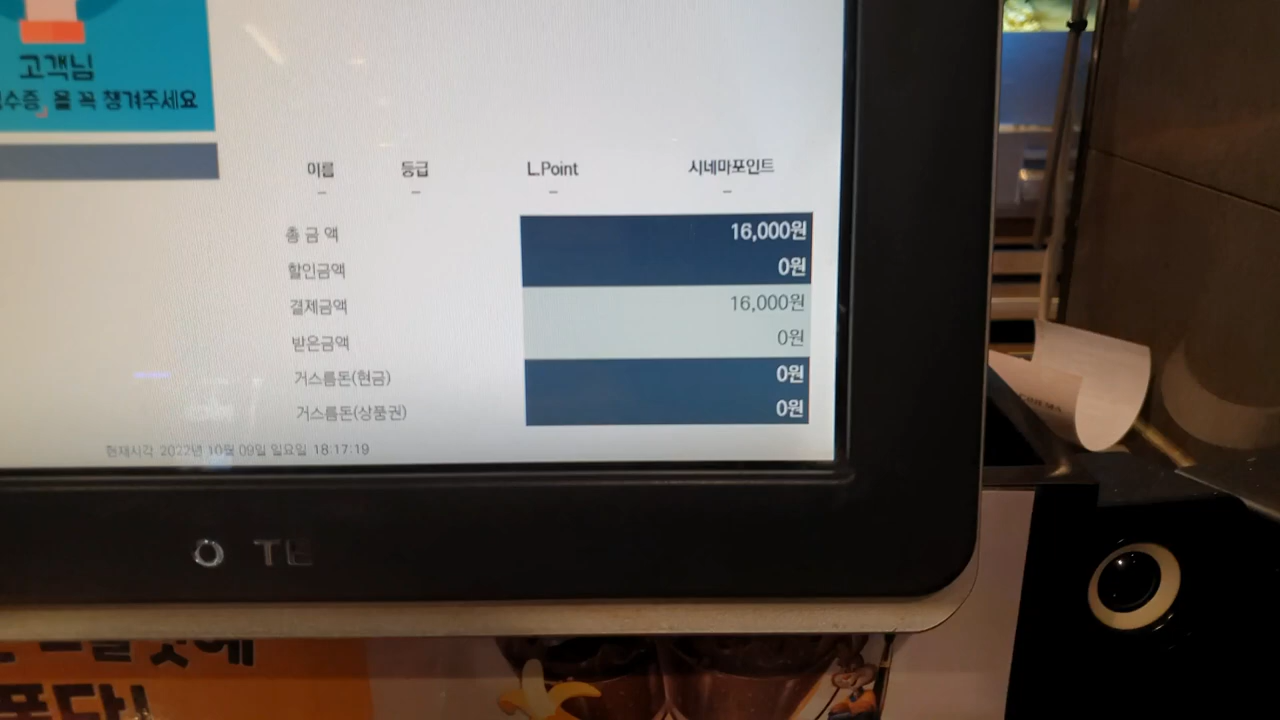 고객님
수증」을 꼭 챙겨주세요
이름 등급 L.Point 시네마포인트
– – – –
총 금 액 16,000원
할인금액 0원
결제금액 16,000원
받은금액 0원
거스름돈(현금) 0원
거스름돈(상품권) 0원
현재시각 2022년 10월 09일 일요일 18:17:19
CINEMA